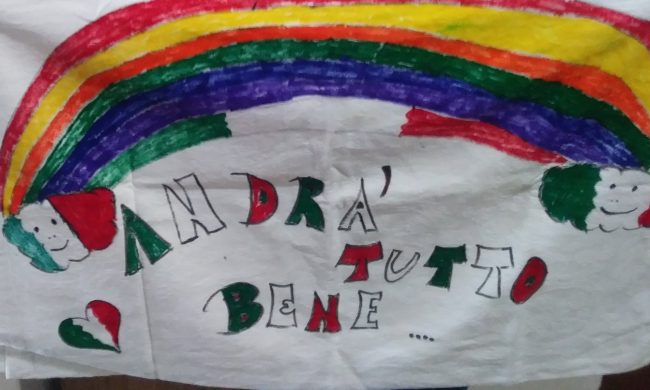 ANDRA'
TUTTO
BENE ....